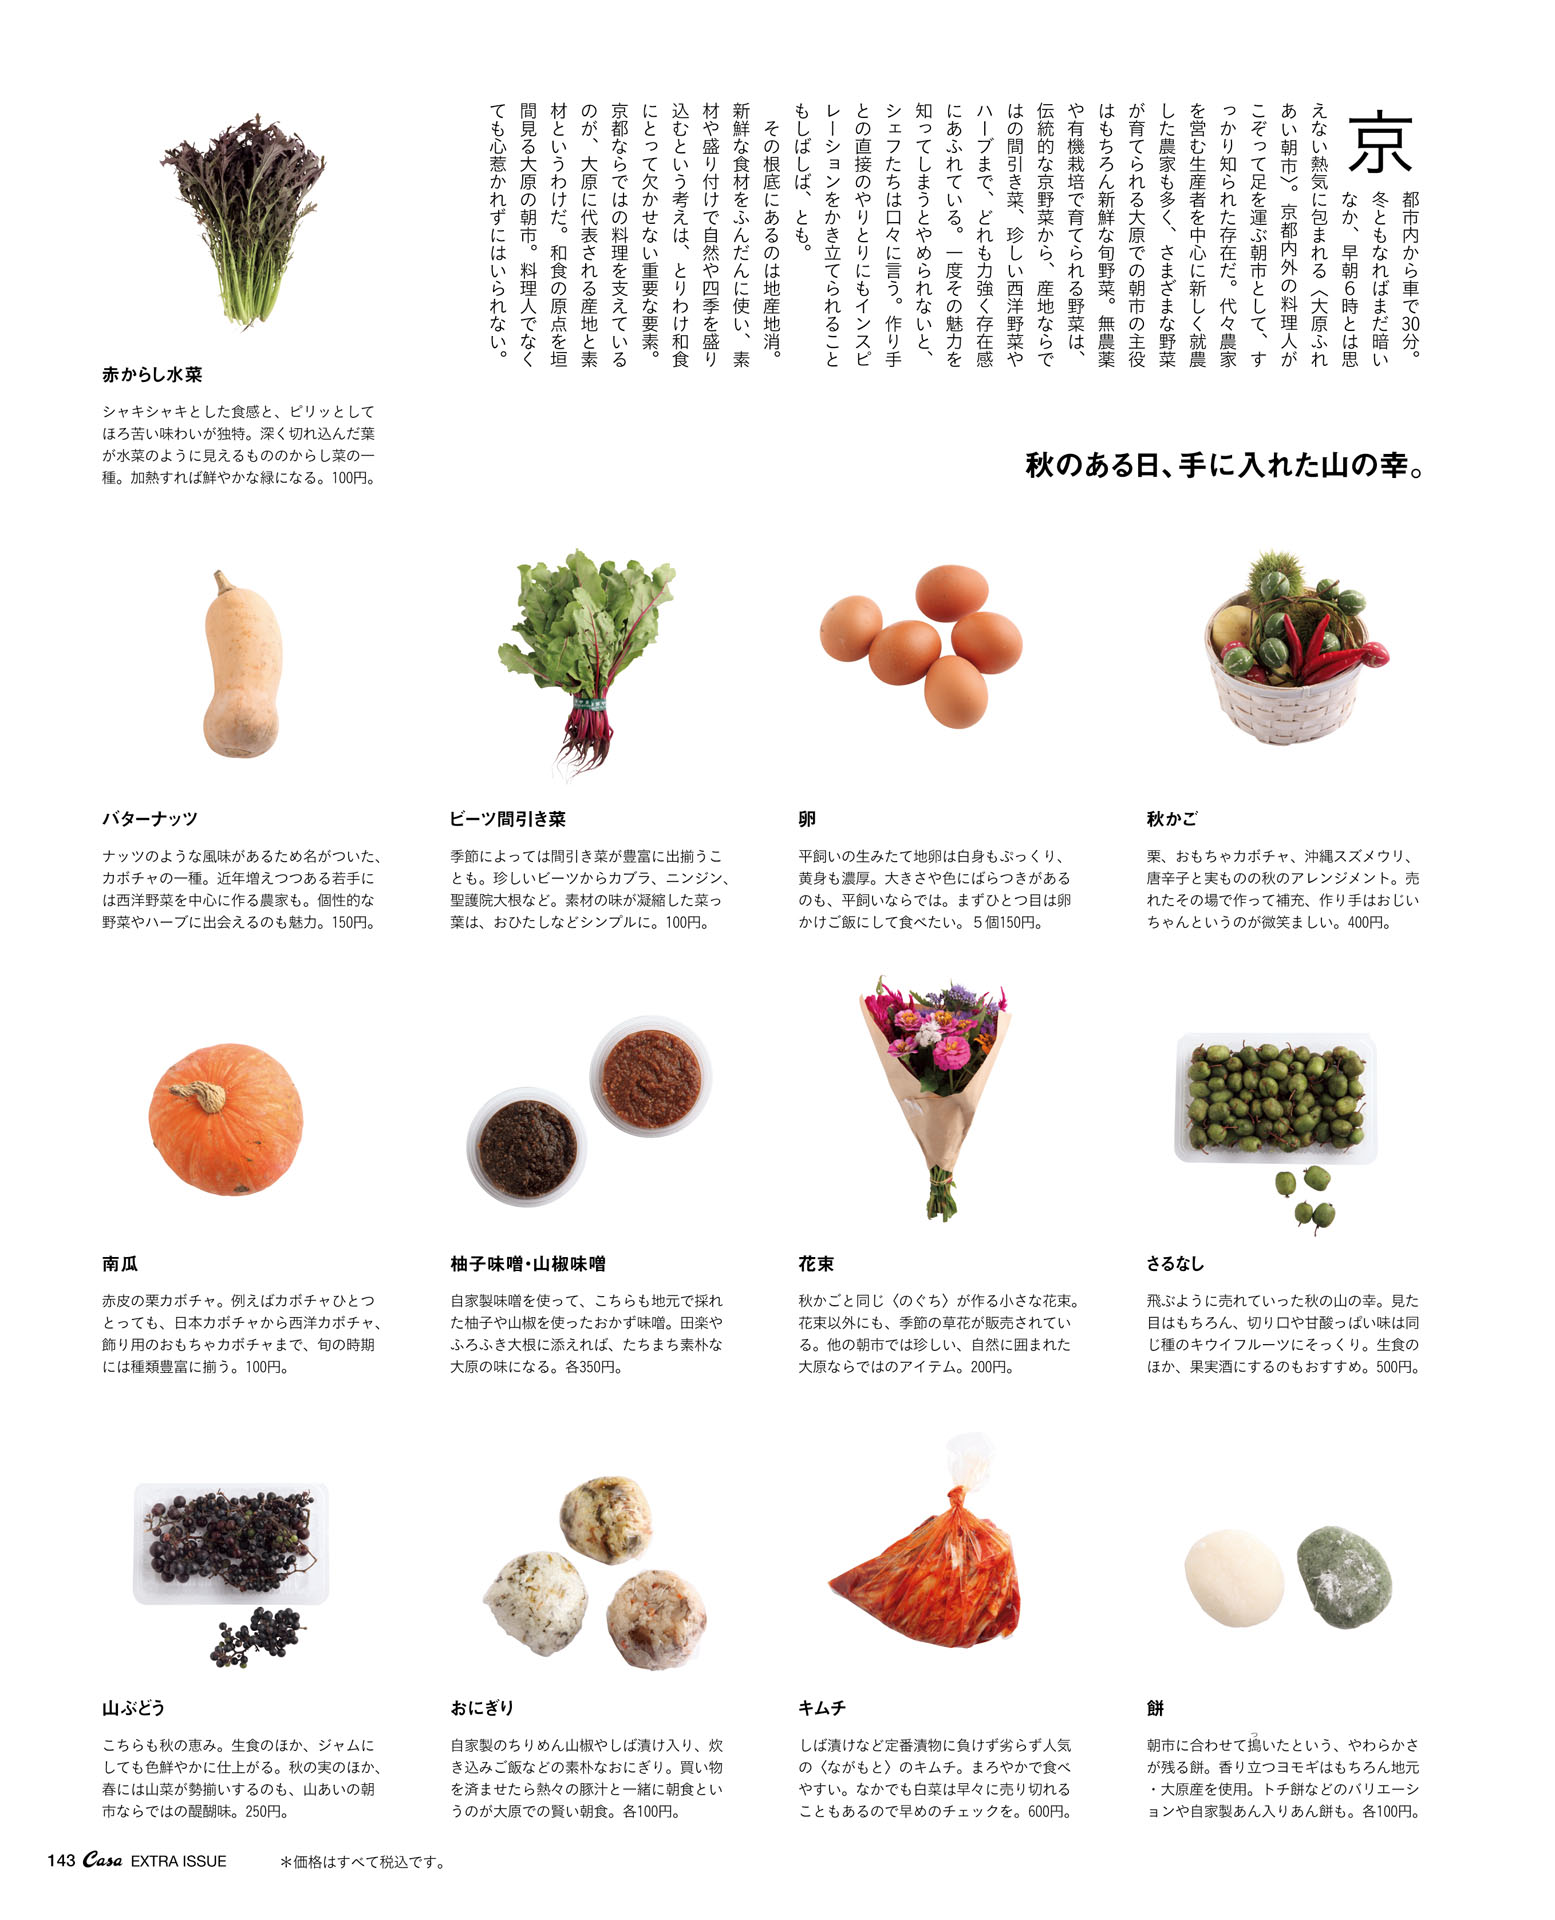 京都市内から車で30分。
冬ともなればまだ暗い
なか、早朝6時とは思
えない熱気に包まれる〈大原ふれ
あい朝市〉。京都内外の料理人が
こぞって足を運ぶ朝市として、す
っかり知られた存在だ。代々農家
を営む生産者を中心に新しく就農
した農家も多く、さまざまな野菜
が育てられる大原での朝市の主役
はもちろん新鮮な旬野菜。無農薬
や有機栽培で育てられる野菜は、
伝統的な京野菜から、産地ならで
はの間引き菜、珍しい西洋野菜や
ハーブまで、どれも力強く存在感
にあふれている。一度その魅力を
知ってしまうとやめられないと、
シェフたちは口々に言う。作り手
との直接のやりとりにもインスピ
レーションをかき立てられること
もしばしば、とも。
その根底にあるのは地産地消。
新鮮な食材をふんだんに使い、素
材や盛り付けで自然や四季を盛り
込むという考えは、とりわけ和食
にとって欠かせない重要な要素。
京都ならではの料理を支えている
のが、大原に代表される産地と素
材というわけだ。和食の原点を垣
間見る大原の朝市。料理人でなく
ても心惹かれずにはいられない。
赤からし水菜
シャキシャキとした食感と、ピリッとして
ほろ苦い味わいが独特。深く切れ込んだ葉
が水菜のように見えるもののからし菜の一
種。加熱すれば鮮やかな緑になる。100円。
秋のある日、手に入れた山の幸。
バターナッツ
ナッツのような風味があるため名がついた、
カボチャの一種。近年増えつつある若手に
は西洋野菜を中心に作る農家も。個性的な
野菜やハーブに出会えるのも魅力。150円。
ビーツ間引き菜
季節によっては間引き菜が豊富に出揃うこ
とも。珍しいビーツからカブラ、ニンジン、
聖護院大根など。素材の味が凝縮した菜っ
葉は、おひたしなどシンプルに。100円。
卵
平飼いの生みたて地卵は白身もぷっくり、
黄身も濃厚。大きさや色にばらつきがある
のも、平飼いならでは。まずひとつ目は卵
かけご飯にして食べたい。5個150円。
秋かご
栗、おもちゃカボチャ、沖縄スズメウリ、
唐辛子と実ものの秋のアレンジメント。売
れたその場で作って補充、作り手はおじい
ちゃんというのが微笑ましい。400円。
南瓜
赤皮の栗カボチャ。例えばカボチャひとつ
とっても、日本カボチャから西洋カボチャ、
飾り用のおもちゃカボチャまで、旬の時期
には種類豊富に揃う。100円。
柚子味噌・山椒味噌
自家製味噌を使って、こちらも地元で採れ
た柚子や山椒を使ったおかず味噌。田楽や
ふろふき大根に添えれば、たちまち素朴な
大原の味になる。各350円。
花束
秋かごと同じ〈のぐち〉が作る小さな花束。
花束以外にも、季節の草花が販売されてい
る。他の朝市では珍しい、自然に囲まれた
大原ならではのアイテム。200円。
さるなし
飛ぶように売れていった秋の山の幸。見た
目はもちろん、切り口や甘酸っぱい味は同
じ種のキウイフルーツにそっくり。生食の
ほか、果実酒にするのもおすすめ。500円。
山ぶどう
こちらも秋の恵み。生食のほか、ジャムに
しても色鮮やかに仕上がる。秋の実のほか、
春には山菜が勢揃いするのも、山あいの朝
市ならではの醍醐味。250円。
おにぎり
自家製のちりめん山椒やしば漬け入り、炊
き込みご飯などの素朴なおにぎり。買い物
を済ませたら熱々の豚汁と一緒に朝食とい
うのが大原での賢い朝食。各100円。
キムチ
しば漬けなど定番漬物に負けず劣らず人気
の〈ながもと〉のキムチ。まろやかで食べ
やすい。なかでも白菜は早々に売り切れる
こともあるので早めのチェックを。600円。
餅
つ
朝市に合わせて搗いたという、やわらかさ
が残る餅。香り立つヨモギはもちろん地元
・大原産を使用。トチ餅などのバリエーシ
ョンや自家製あん入りあん餅も。各100円。
143 Casa EXTRA ISSUE
＊価格はすべて税込です。